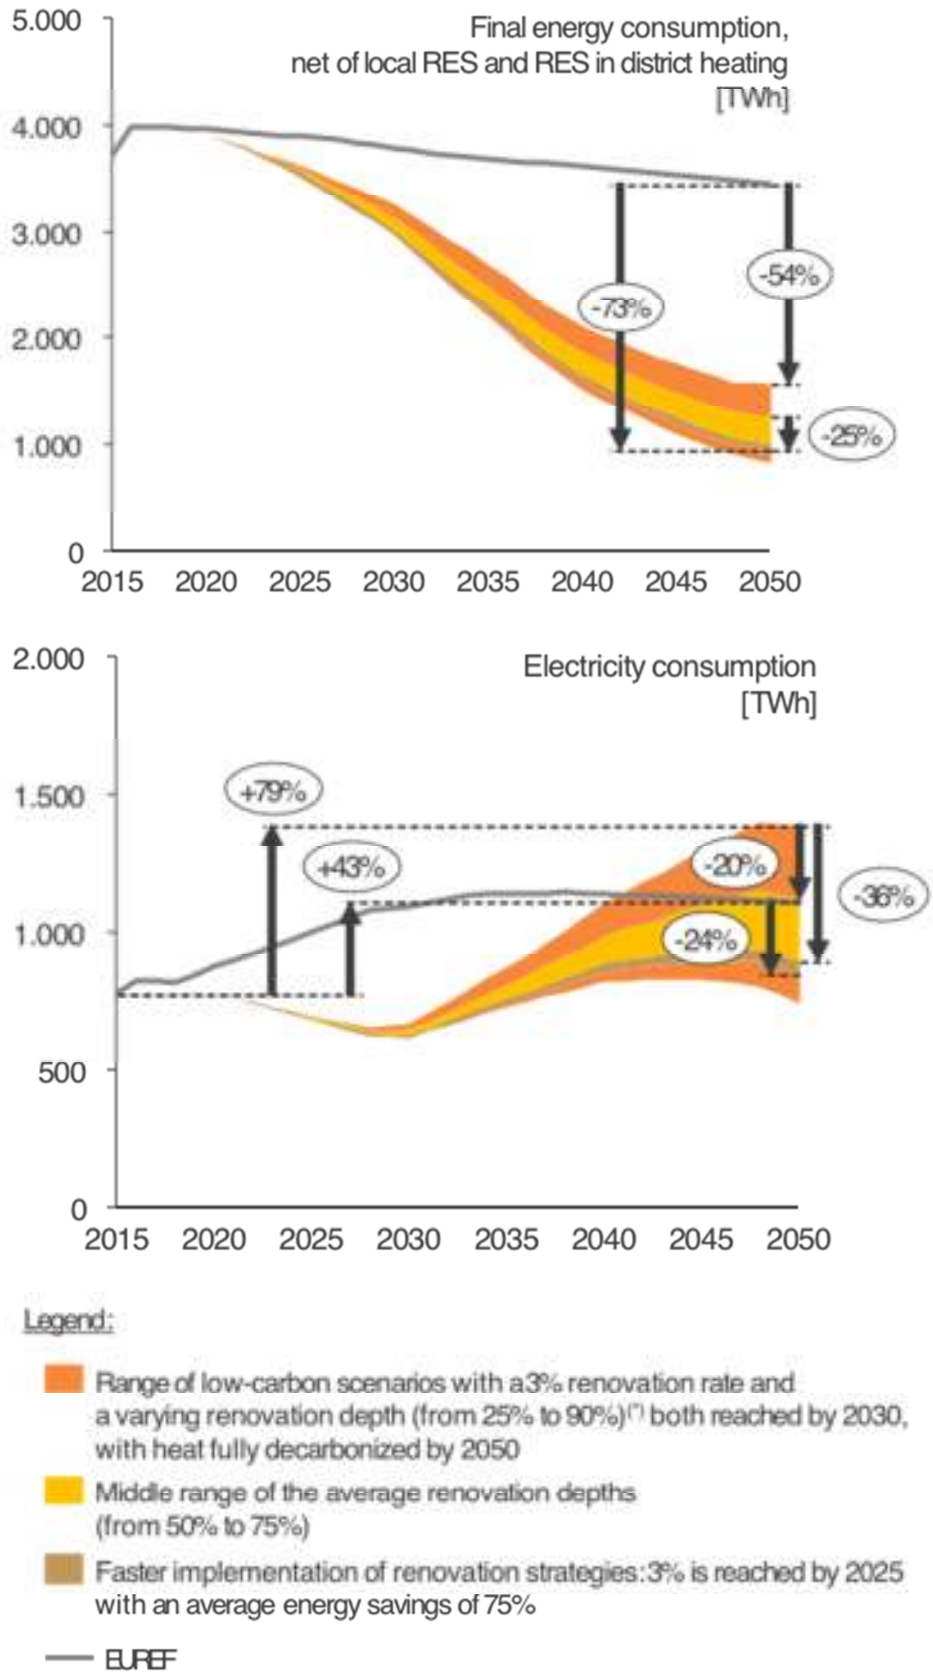 5.000
Final energy consumption,
net of local RES and RES in district heating
[TWh]
4.000
3.000
-54%
-73%
2.000
1.000
-25%
0
2015 2020 2025 2030 2035 2040 2045 2050
2.000
Electricity consumption
[TWh]
1.500
+79%
+43%
-20%
-36%
1.000
-24%
500
0
2015 2020 2025 2030 2035 2040 2045 2050
Legend:
Range of low-carbon scenarios with a 3% renovation rate and
a varying renovation depth (from 25% to 90%)(*) both reached by 2030,
with heat fully decarbonized by 2050
Middle range of the average renovation depths
(from 50% to 75%)
Faster implementation of renovation strategies: 3% is reached by 2025
with an average energy savings of 75%
EUREF